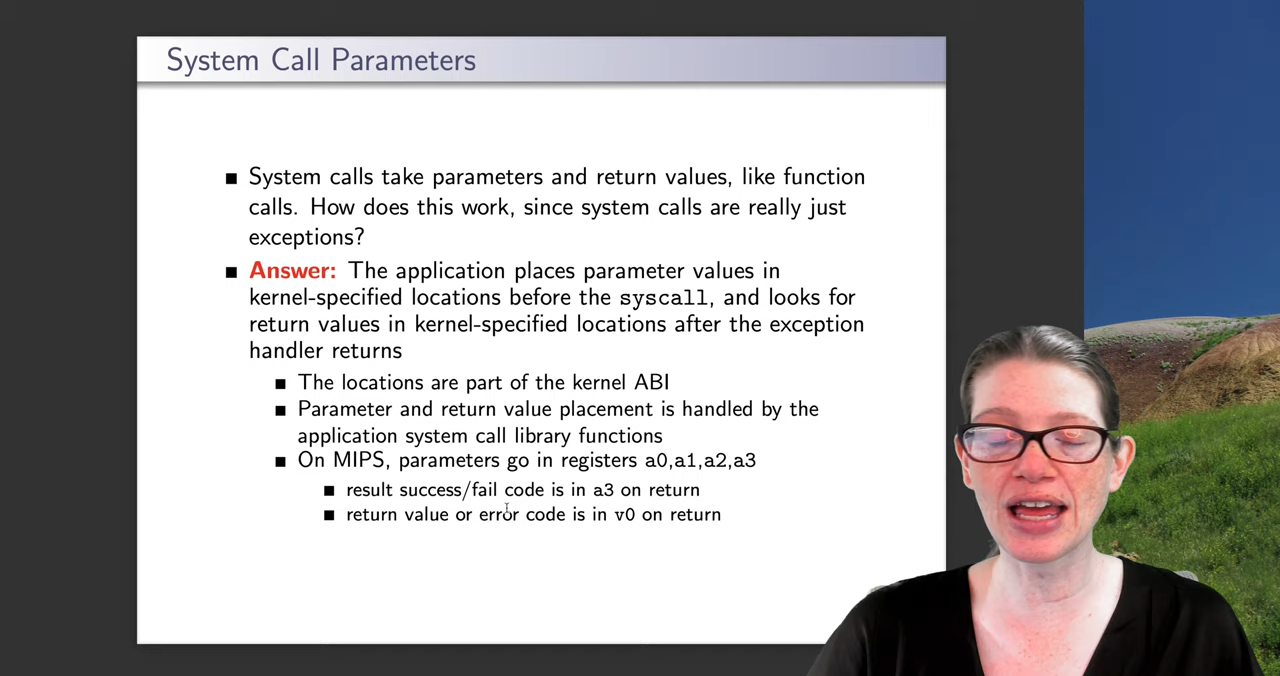 System Call Parameters
System calls take parameters and return values, like function
calls. How does this work, since system calls are really just
exceptions?
Answer: The application places parameter values in
kernel-specified locations before the syscall, and looks for
return values in kernel-specified locations after the exception
handler returns
The locations are part of the kernel ABI
Parameter and return value placement is handled by the
application system call library functions
On MIPS, parameters go in registers a0,a1,a2,a3
result success/fail code is in a3 on return
return value or error code is in v0 on return